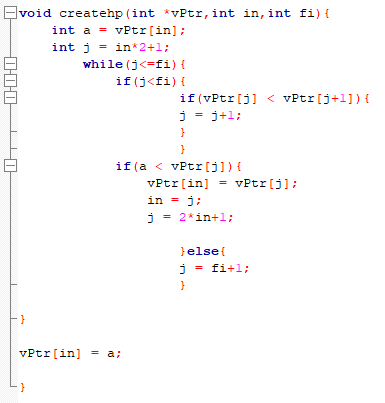 void createhp(int *vPtr,int in,int fi){
    int a = vPtr[in];
    int j = in*2+1;
        while(j<=fi){
            if(j<fi){
                    if(vPtr[j] < vPtr[j+1]){
                    j = j+1;
                    }
                    }
            if(a < vPtr[j]){
                vPtr[in] = vPtr[j];
                in = j;
                j = 2*in+1;
                    }else{
                    j = fi+1;
                    }
}
vPtr[in] = a;
}